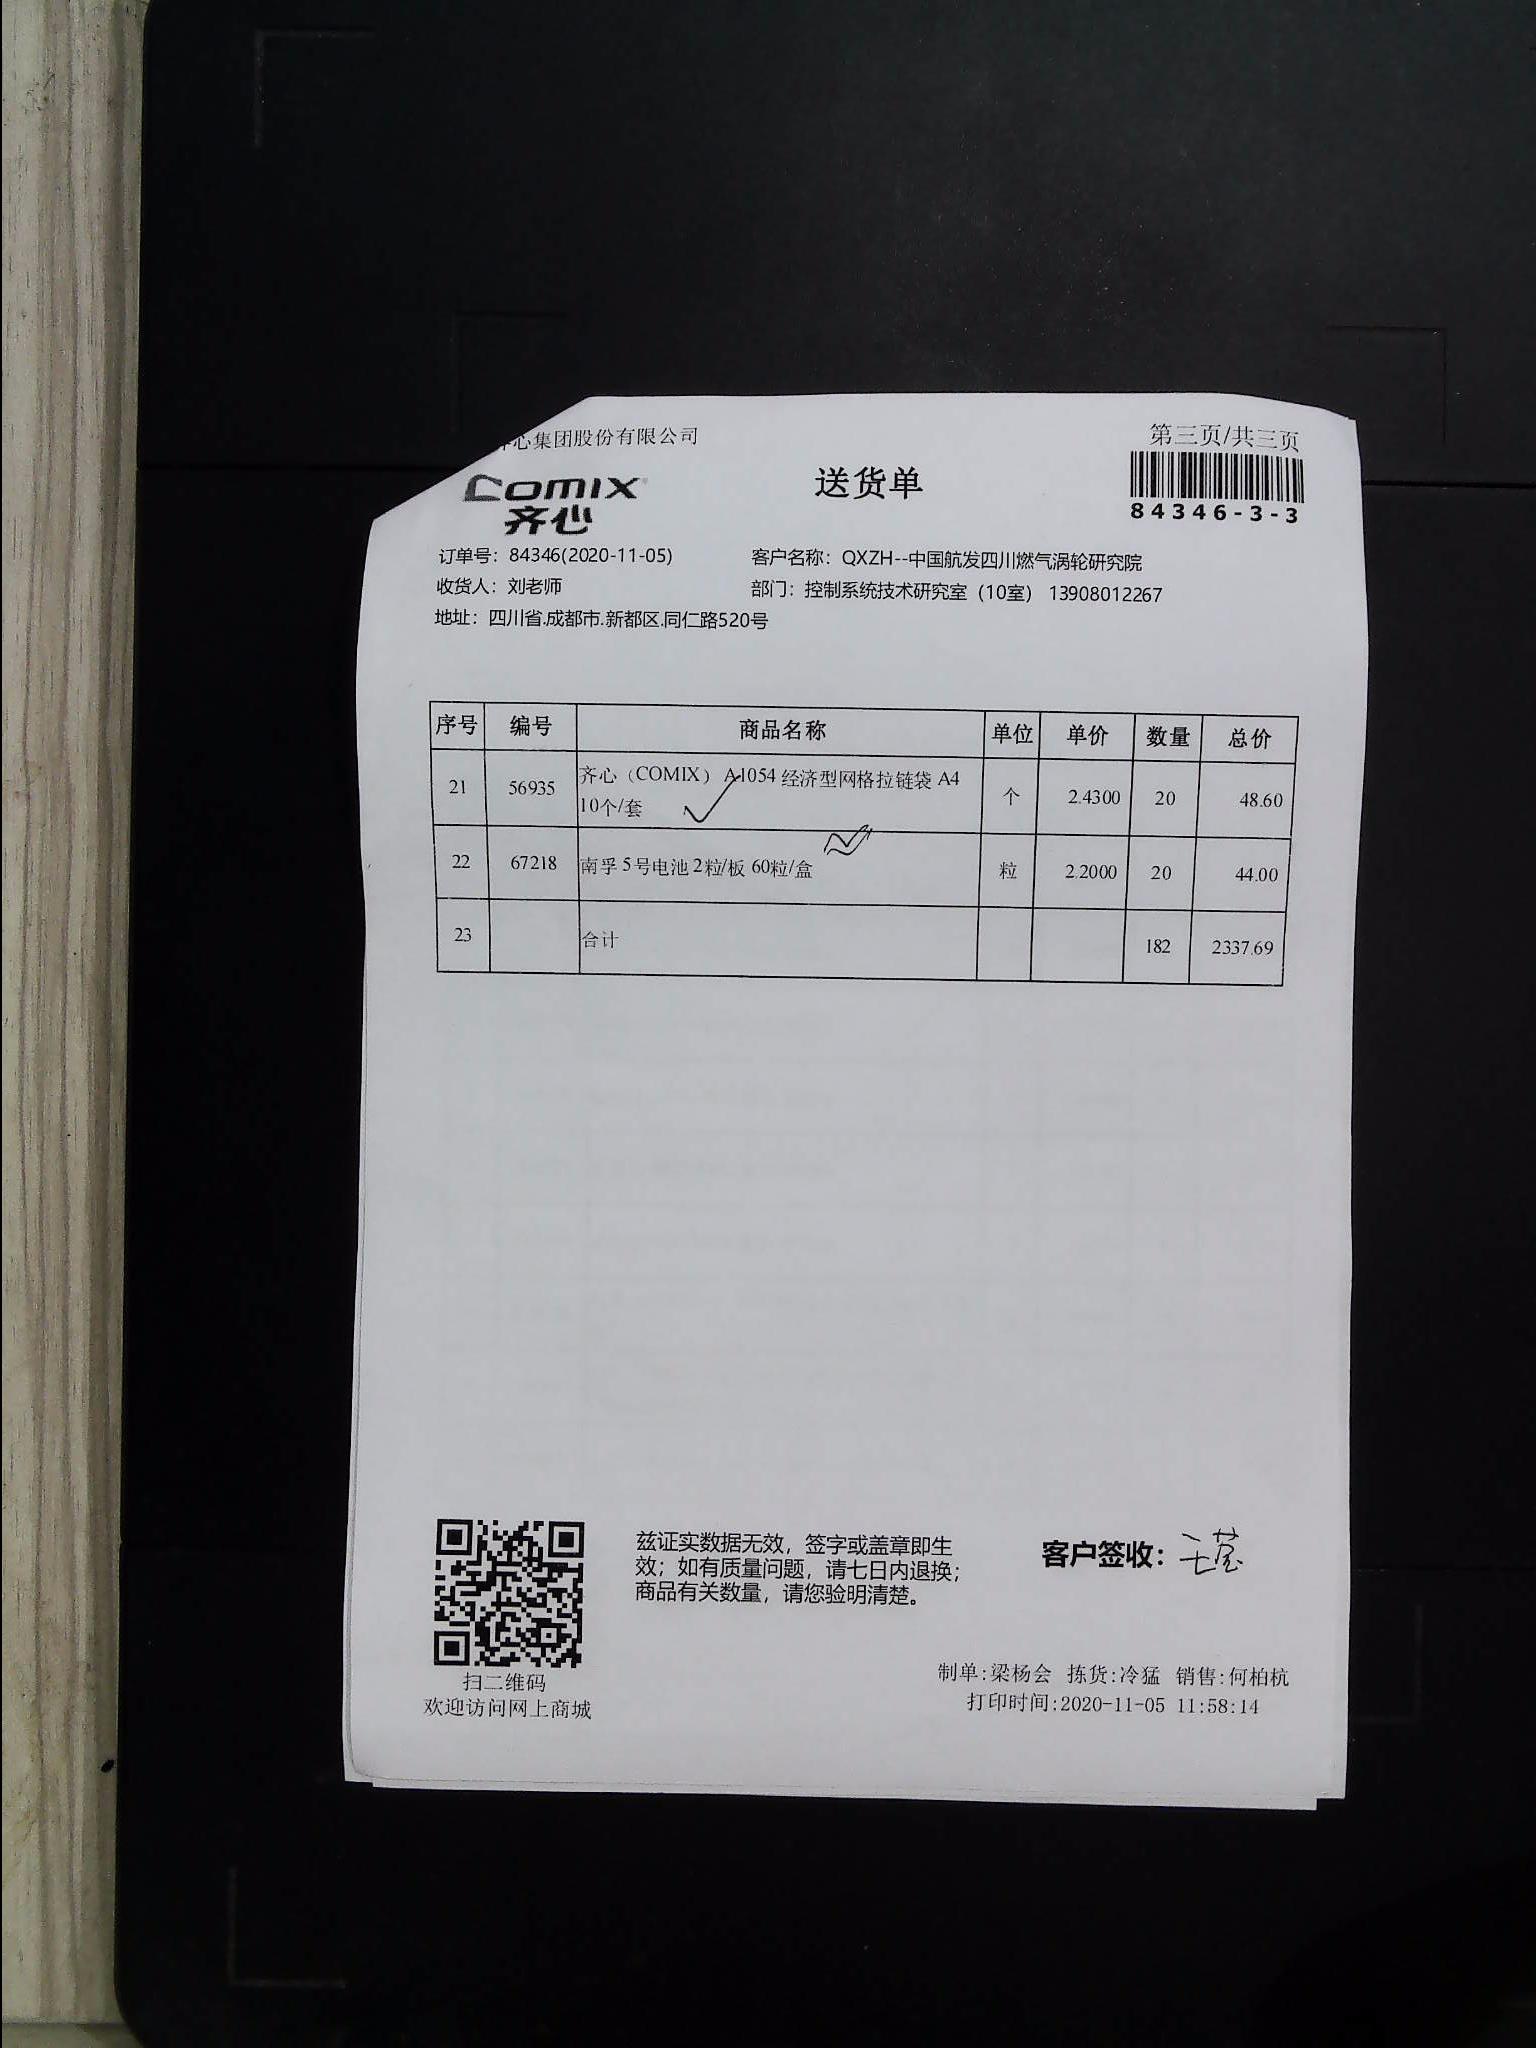 心集团股份有限公司
第三页/共三页
COMIX
齐心
送货单
84346-3-3
订单号：84346(2020-11-05)
客户名称：QXZH--中国航发四川燃气涡轮研究院
收货人：刘老师
部门：控制系统技术研究室（10室） 13908012267
地址：四川省.成都市.新都区.同仁路520号
序号 编号 商品名称 单位 单价 数量 总价
21 56935 齐心（COMIX） A1054 经济型网格拉链袋 A4 10个/套 个 2.4300 20 48.60
22 67218 南孚 5号电池 2粒/板 60粒/盒 粒 2.2000 20 44.00
23 合计 182 2337.69
兹证实数据无效，签字或盖章即生
效；如有质量问题，请七日内退换；
商品有关数量，请您验明清楚。
客户签收：
扫二维码
欢迎访问网上商城
制单:梁杨会 拣货:冷猛 销售:何柏杭
打印时间:2020-11-05 11:58:14